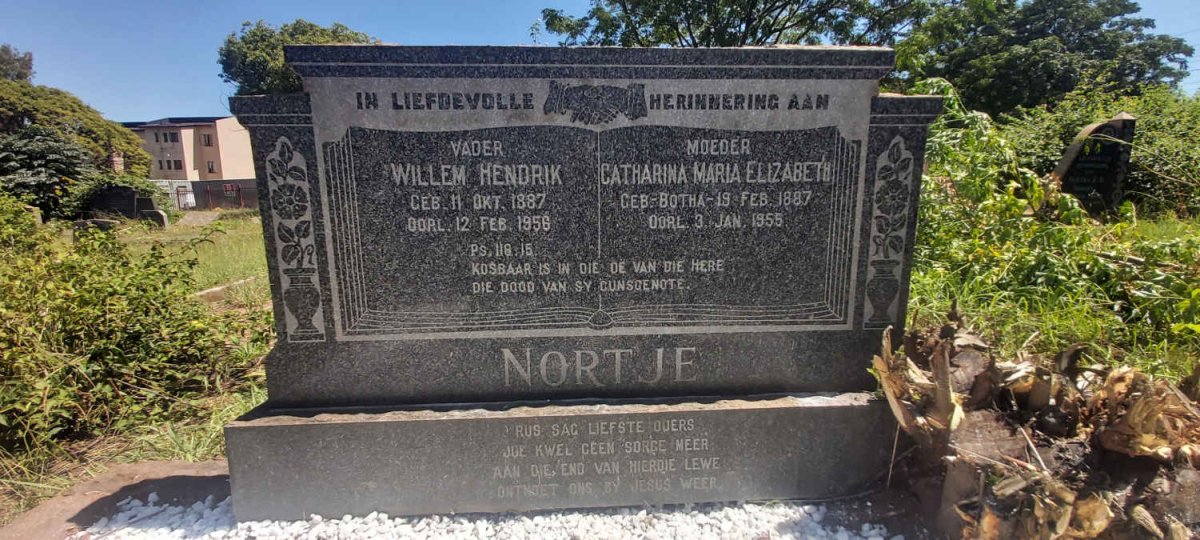 IN LIEFDEVOLLE HERINNERING AAN
VADER
WILLEM HENDRIK
GEB. 11 OKT. 1887
OORL. 12 FEB. 1956
MOEDER
CATHARINA MARIA ELIZABETH
GEB-BOTHA-19 FEB. 1887
OORL. 3. JAN. 1955
PS. 116. 15.
KOSBAAR IS IN DIE OE VAN DIE HERE
DIE DOOD VAN SY GUNSGENOTE.
NORTJE
RUS SAG LIEFSTE OUERS
JUE KWEL GEEN SORGE MEER
AAN DIE END VAN HIERDIE LEWE
ONTMOET ONS BY JESUS WEER